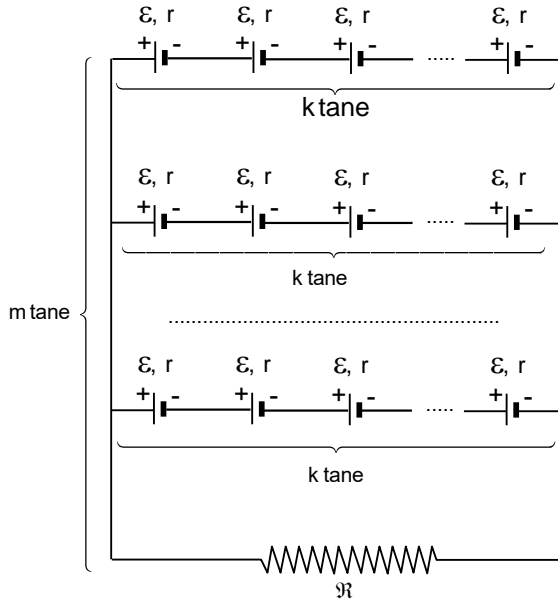 ε, r ε, r ε, r ε, r
+ - + - + - ..... + -
k tane
ε, r ε, r ε, r ε, r
+ - + - + - ..... + -
k tane
m tane
ε, r ε, r ε, r ε, r
+ - + - + - ..... + -
k tane
ℜ